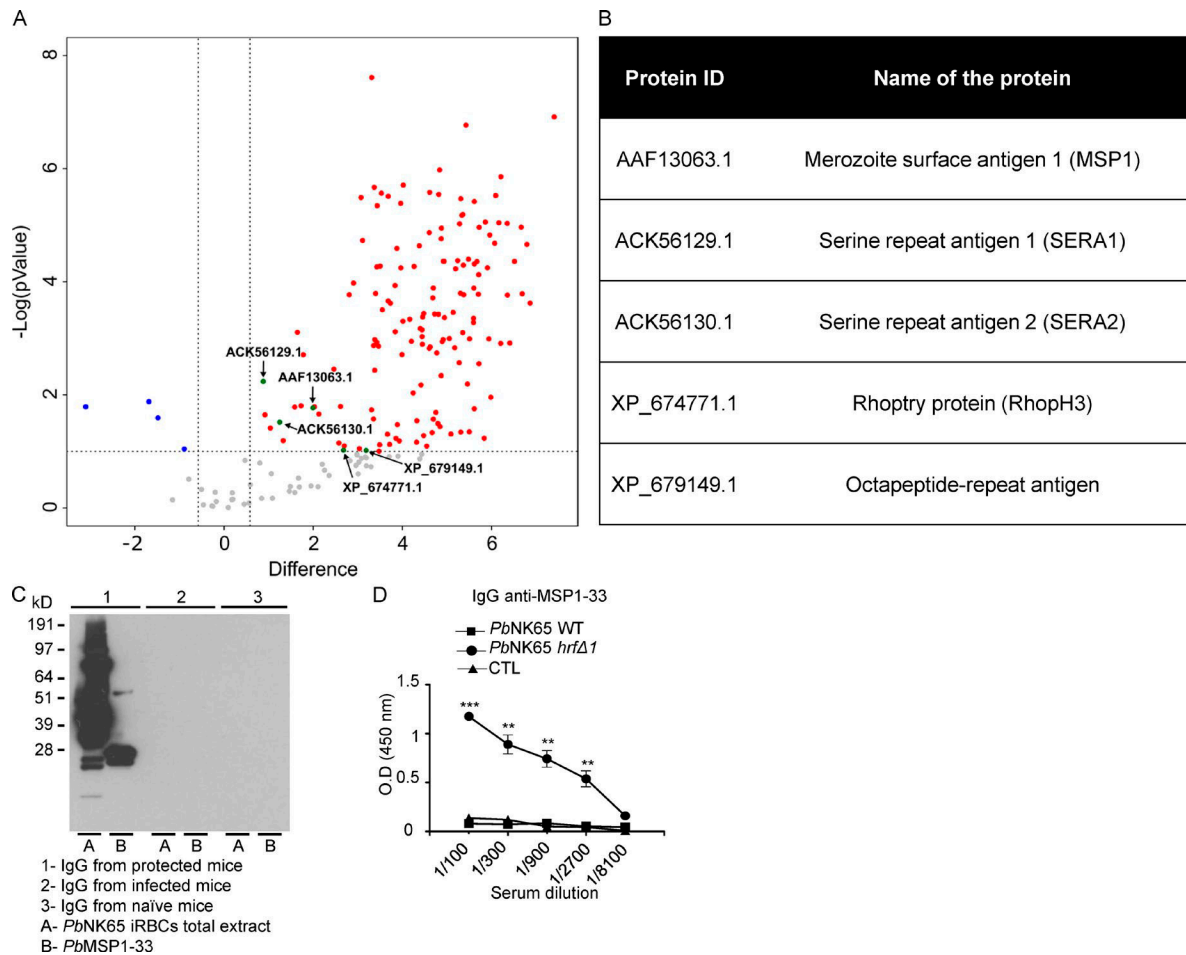 A
8
6
4
2
0
-Log(pValue)
ACK56129.1
AAF13063.1
ACK56130.1
XP_679149.1
XP_674771.1
-2 0 2 4 6
Difference
B
Protein ID Name of the protein
AAF13063.1 Merozoite surface antigen 1 (MSP1)
ACK56129.1 Serine repeat antigen 1 (SERA1)
ACK56130.1 Serine repeat antigen 2 (SERA2)
XP_674771.1 Rhoptry protein (RhopH3)
XP_679149.1 Octapeptide-repeat antigen
C kD 1 2 3
191
97
64
51
39
28
A B A B A B
1- IgG from protected mice
2- IgG from infected mice
3- IgG from naïve mice
A- PbNK65 iRBCs total extract
B- PbMSP1-33
D IgG anti-MSP1-33
PbNK65 WT
PbNK65 hrfΔ1
CTL
1.5
1
0.5
0
O.D (450 nm)
*** ** ** **
1/100 1/300 1/900 1/2700 1/8100
Serum dilution